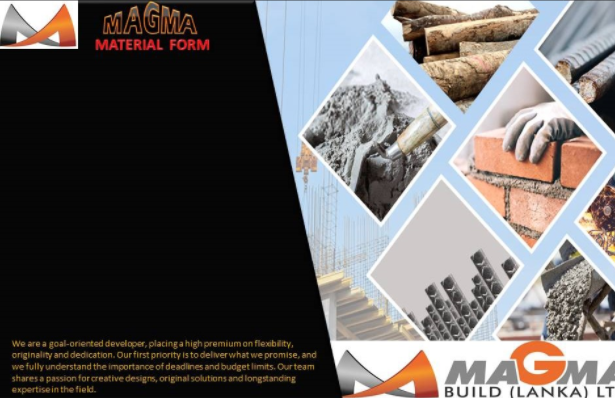 MAGMA
MATERIAL FORM
We are a goal-oriented developer, placing a high premium on flexibility,
originality and dedication. Our first priority is to deliver what we promise, and
we fully understand the importance of deadlines and budget limits. Our team
shares a passion for creative designs, original solutions and longstanding
expertise in the field.
MAGMA
BUILD (LANKA) LT